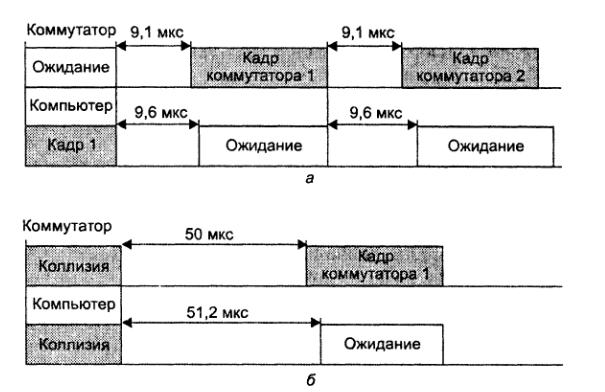 Коммутатор
9,1 мкс
9,1 мкс
Ожидание
Кадр
коммутатора 1
Кадр
коммутатора 2
Компьютер
9,6 мкс
9,6 мкс
Кадр 1
Ожидание
Ожидание
а
Коммутатор
50 мкс
Коллизия
Кадр
коммутатора 1
Компьютер
51,2 мкс
Коллизия
Ожидание
б